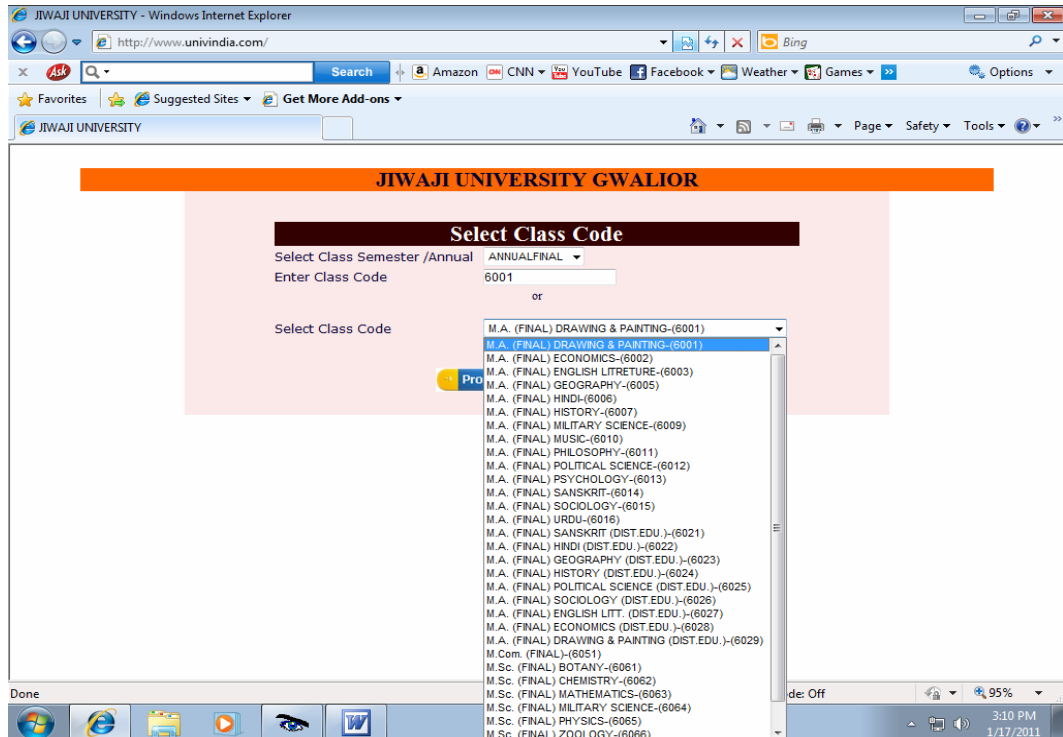 JIWAJI UNIVERSITY - Windows Internet Explorer
http://www.univindia.com/
Bing
x Ask Search a Amazon CNN YouTube Facebook Weather Games Options
Favorites Suggested Sites Get More Add-ons
JIWAJI UNIVERSITY Page Safety Tools
JIWAJI UNIVERSITY GWALIOR
Select Class Code
Select Class Semester /Annual ANNUALFINAL
Enter Class Code 6001
or
Select Class Code M.A. (FINAL) DRAWING & PAINTING-(6001)
M.A. (FINAL) DRAWING & PAINTING-(6001)
M.A. (FINAL) ECONOMICS-(6002)
M.A. (FINAL) ENGLISH LITRETURE-(6003)
Pro
M.A. (FINAL) GEOGRAPHY-(6005)
M.A. (FINAL) HINDI-(6006)
M.A. (FINAL) HISTORY-(6007)
M.A. (FINAL) MILITARY SCIENCE-(6009)
M.A. (FINAL) MUSIC-(6010)
M.A. (FINAL) PHILOSOPHY-(6011)
M.A. (FINAL) POLITICAL SCIENCE-(6012)
M.A. (FINAL) PSYCHOLOGY-(6013)
M.A. (FINAL) SANSKRIT-(6014)
M.A. (FINAL) SOCIOLOGY-(6015)
M.A. (FINAL) URDU-(6016)
M.A. (FINAL) SANSKRIT (DIST.EDU.)-(6021)
M.A. (FINAL) HINDI (DIST.EDU.)-(6022)
M.A. (FINAL) GEOGRAPHY (DIST.EDU.)-(6023)
M.A. (FINAL) HISTORY (DIST.EDU.)-(6024)
M.A. (FINAL) POLITICAL SCIENCE (DIST.EDU.)-(6025)
M.A. (FINAL) SOCIOLOGY (DIST.EDU.)-(6026)
M.A. (FINAL) ENGLISH LITT. (DIST.EDU.)-(6027)
M.A. (FINAL) ECONOMICS (DIST.EDU.)-(6028)
M.A. (FINAL) DRAWING & PAINTING (DIST.EDU.)-(6029)
M.Com. (FINAL)-(6051)
M.Sc. (FINAL) BOTANY-(6061)
M.Sc. (FINAL) CHEMISTRY-(6062)
M.Sc. (FINAL) MATHEMATICS-(6063)
M.Sc. (FINAL) MILITARY SCIENCE-(6064)
M.Sc. (FINAL) PHYSICS-(6065)
M.Sc. (FINAL) ZOOLOGY-(6066)
Done de: Off 95%
3:10 PM
1/17/2011